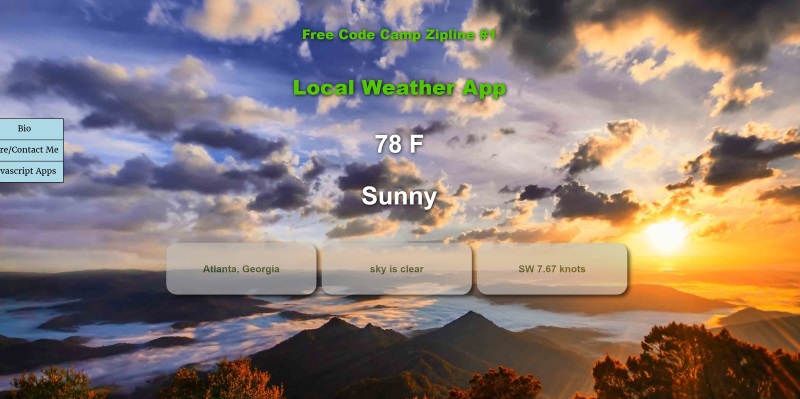 Free Code Camp Zipline #1
Local Weather App
78 F
Sunny
Bio
re/Contact Me
vascript Apps
Atlanta, Georgia
sky is clear
SW 7.67 knots